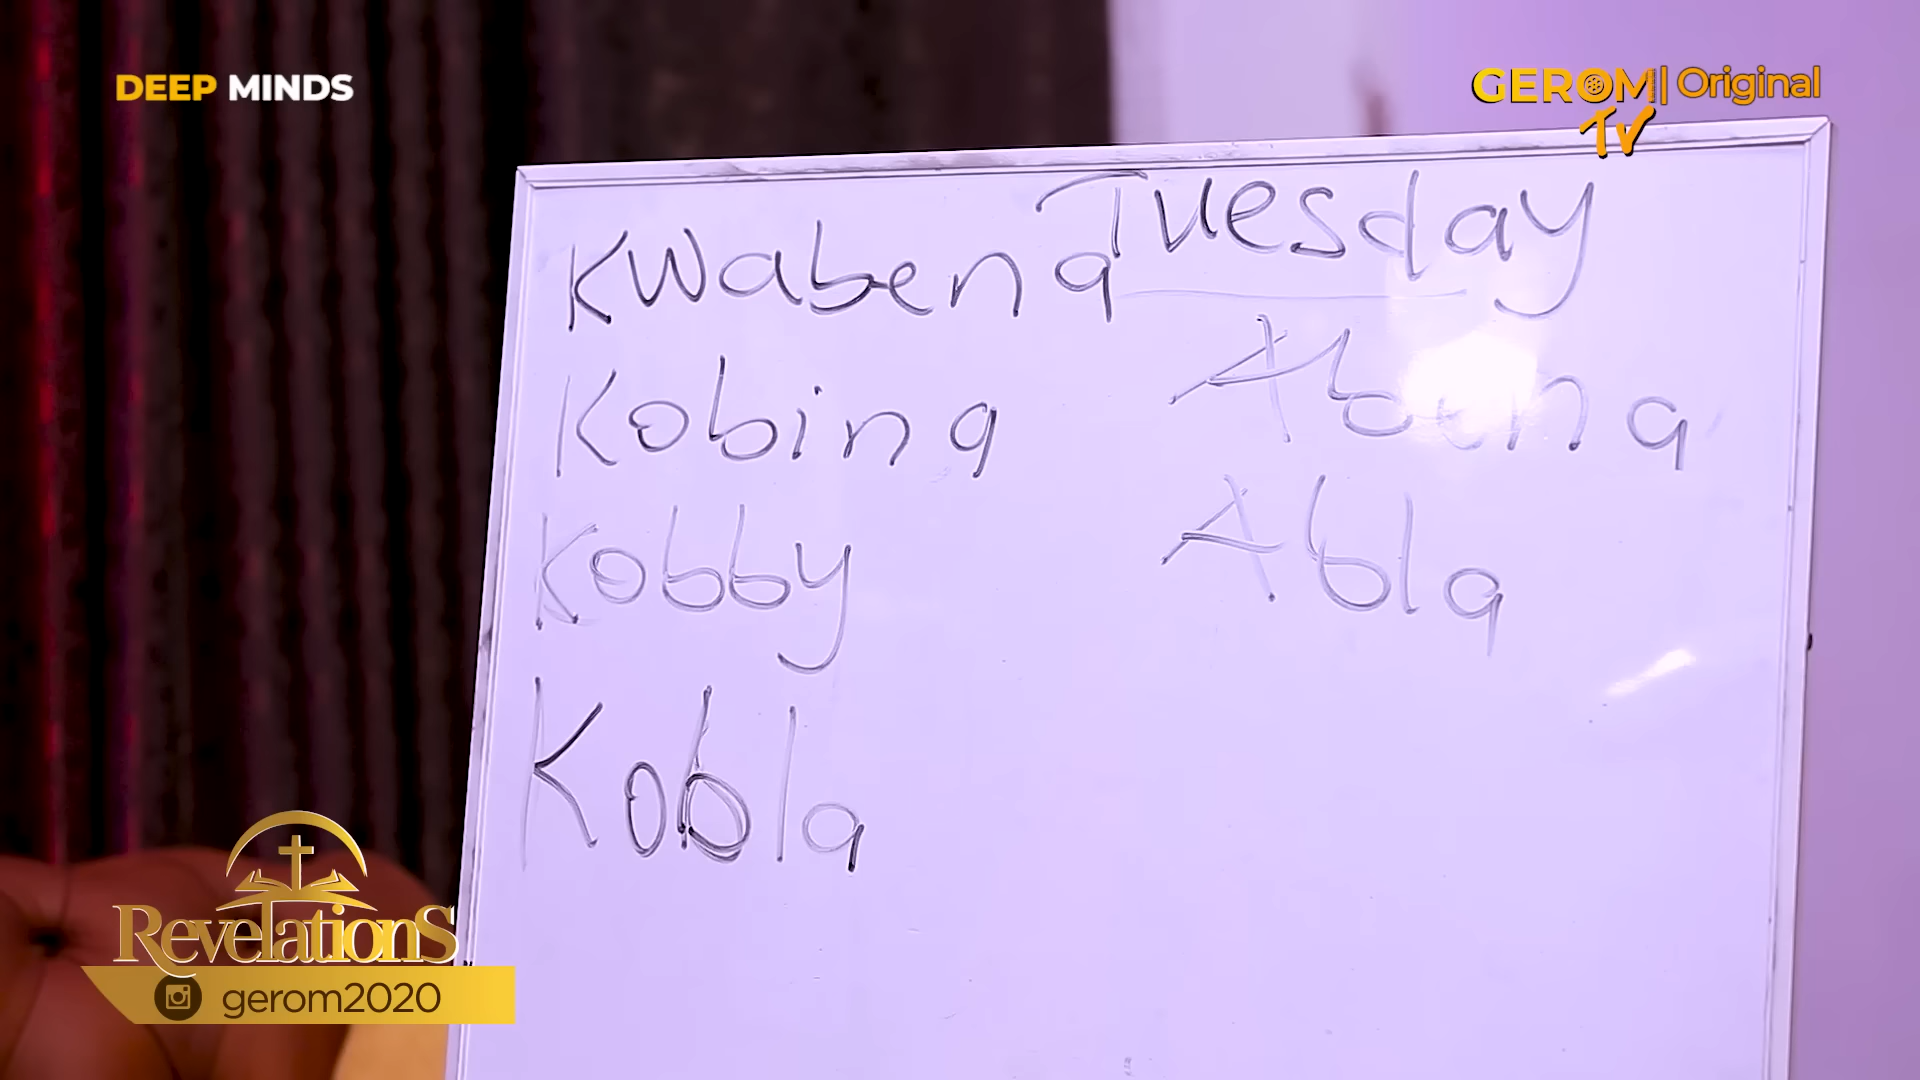 DEEP MINDS
GEROM TV | Original
Tuesday
Kwabena
Kobina
Kobby
Kobla
Abena
Abla
Revelations
gerom2020